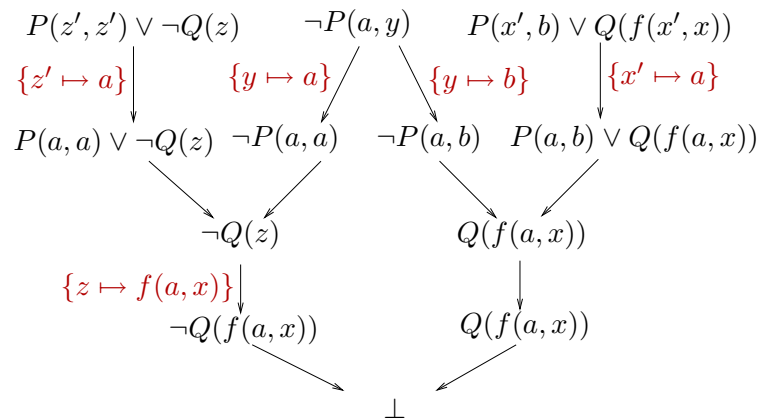 P(z′, z′) ∨ ¬Q(z) ¬P(a, y) P(x′, b) ∨ Q(f(x′, x))
{z′ ↦ a} {y ↦ a} {y ↦ b} {x′ ↦ a}
P(a, a) ∨ ¬Q(z) ¬P(a, a) ¬P(a, b) P(a, b) ∨ Q(f(a, x))
¬Q(z) Q(f(a, x))
{z ↦ f(a, x)}
¬Q(f(a, x)) Q(f(a, x))
⊥